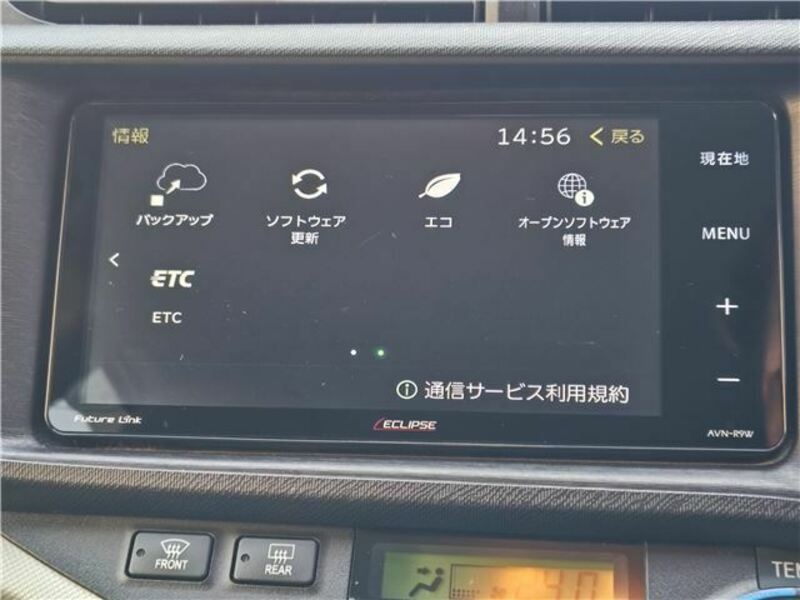 情報 14:56 戻る
現在地
バックアップ ソフトウェア更新 エコ オープンソフトウェア情報
MENU
ETC
ETC
+
−
通信サービス利用規約
Future Link ECLIPSE AVN-R9W
FRONT REAR